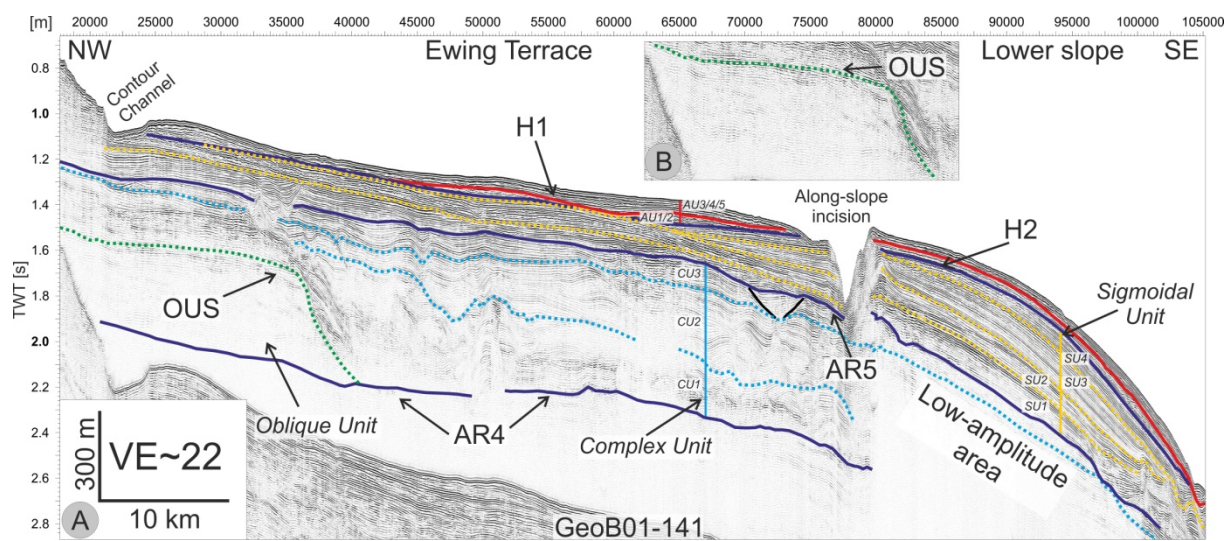 20000 25000 30000 35000 40000 45000 50000 55000 60000 65000 70000 75000 80000 85000 90000 95000 100000 105000
[m]
NW Ewing Terrace Lower slope SE
0.8
OUS
Contour Channel
1.0
B
H1
1.2
AU3/4/5
Along-slope
incision
1.4
AU1/2
H2
1.6
CU3
Sigmoidal
Unit
OUS
1.8
TWT [s]
CU2
AR5
2.0
SU4
SU2 SU3
CU1
SU1
2.2
Oblique Unit AR4 Complex Unit
Low-amplitude
area
2.4
300 m
VE~22
2.6
10 km
A
GeoB01-141
2.8